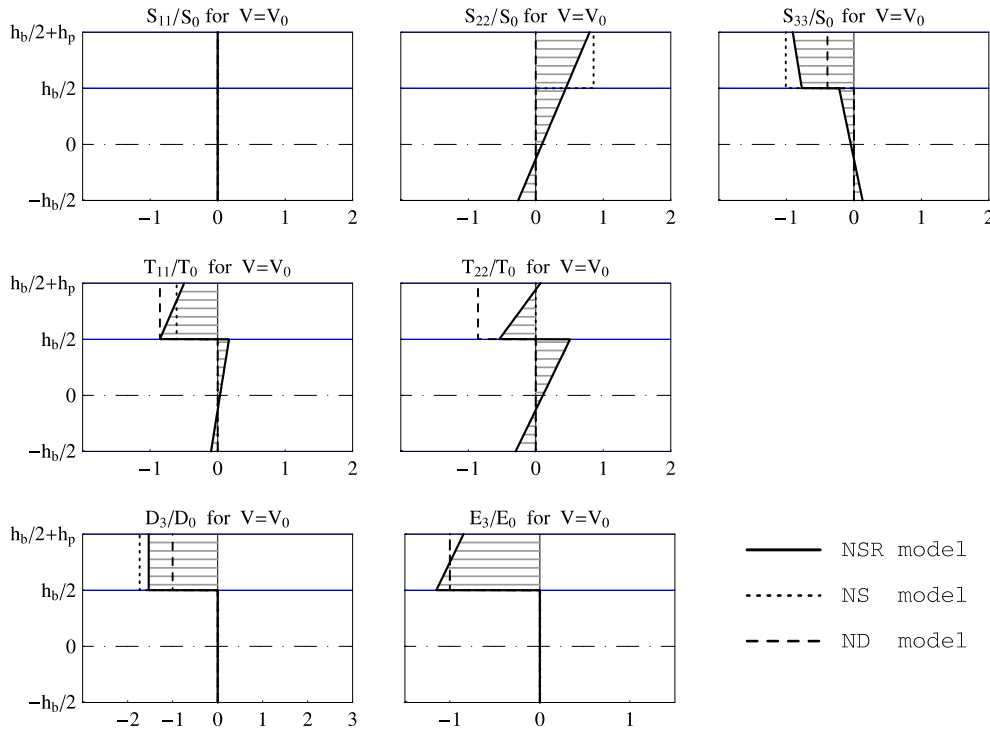 S11/S0 for V=V0
S22/S0 for V=V0
S33/S0 for V=V0
hb/2+hp
hb/2
0
−hb/2
−1 0 1 2
−1 0 1 2
−1 0 1 2
T11/T0 for V=V0
T22/T0 for V=V0
hb/2+hp
hb/2
0
−hb/2
−1 0 1 2
−1 0 1 2
D3/D0 for V=V0
E3/E0 for V=V0
hb/2+hp
hb/2
0
−hb/2
−2 −1 0 1 2 3
−1 0 1
NSR model
NS model
ND model